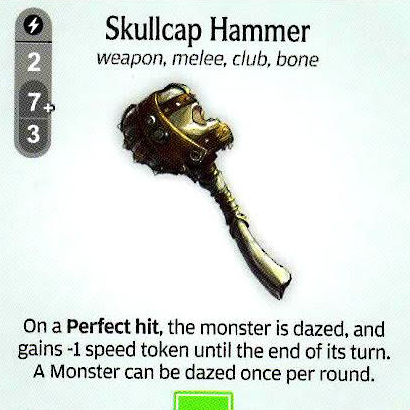 Skullcap Hammer
weapon, melee, club, bone
2
7+
3
On a Perfect hit, the monster is dazed, and
gains -1 speed token until the end of its turn.
A Monster can be dazed once per round.